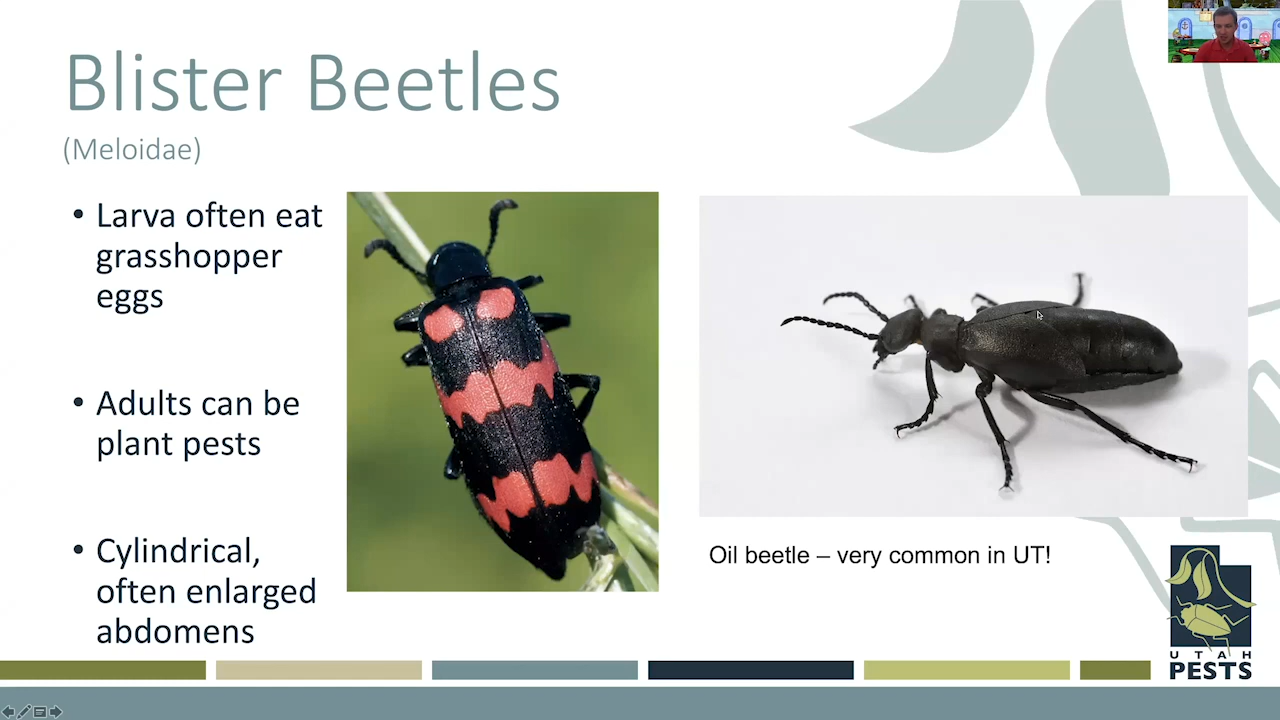 Blister Beetles
(Meloidae)
• Larva often eat
grasshopper
eggs
• Adults can be
plant pests
• Cylindrical,
often enlarged
abdomens
Oil beetle – very common in UT!
UTAH
PESTS